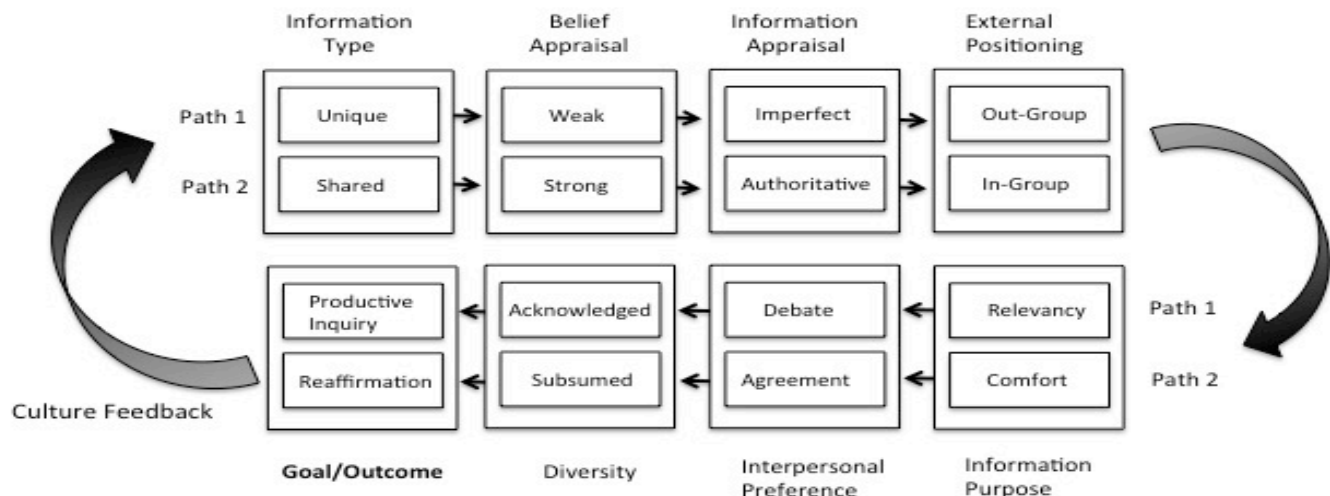 Information
Type
Belief
Appraisal
Information
Appraisal
External
Positioning
Path 1
Unique
Weak
Imperfect
Out-Group
Path 2
Shared
Strong
Authoritative
In-Group
Productive
Inquiry
Acknowledged
Debate
Relevancy
Path 1
Reaffirmation
Subsumed
Agreement
Comfort
Path 2
Culture Feedback
Goal/Outcome
Diversity
Interpersonal
Preference
Information
Purpose